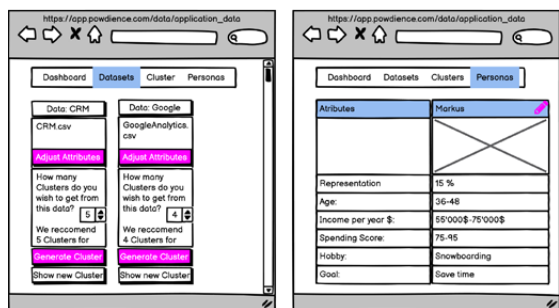 https://app.powdience.com/data/application_data
Dashboard Datasets Cluster Personas
Data: CRM
CRM.csv
Adjust Attributes
How many
Clusters do you
wish to get from
this data?
5
We reccomend
5 Clusters for
Generate Cluster
Show new Cluster
Data: Google
GoogleAnalytics.
csv
Adjust Attributes
How many
Clusters do you
wish to get from
this data?
4
We reccomend
4 Clusters for
Generate Cluster
Show new Cluster
https://app.powdience.com/data/application_data
Dashboard Datasets Clusters Personas
Atributes Markus
Representation 15 %
Age: 36-48
Income per year $: 55'000$-75'000$
Spending Score: 75-95
Hobby: Snowboarding
Goal: Save time